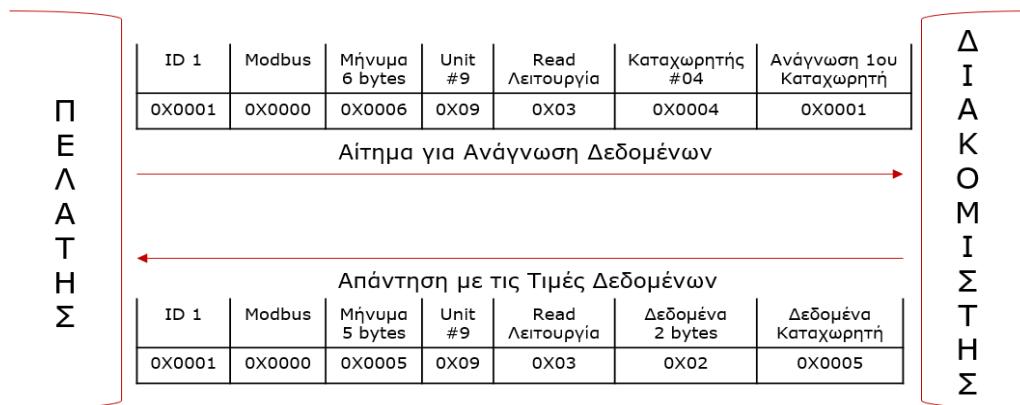 ΠΕΛΑΤΗΣ
ID 1 Modbus Μήνυμα 6 bytes Unit #9 Read Λειτουργία Καταχωρητής #04 Ανάγνωση 1ου Καταχωρητή
0X0001 0X0000 0X0006 0X09 0X03 0X0004 0X0001
Αίτημα για Ανάγνωση Δεδομένων
Απάντηση με τις Τιμές Δεδομένων
ID 1 Modbus Μήνυμα 5 bytes Unit #9 Read Λειτουργία Δεδομένα 2 bytes Δεδομένα Καταχωρητή
0X0001 0X0000 0X0005 0X09 0X03 0X02 0X0005
ΔΙΑΚΟΜΙΣΤΗΣ